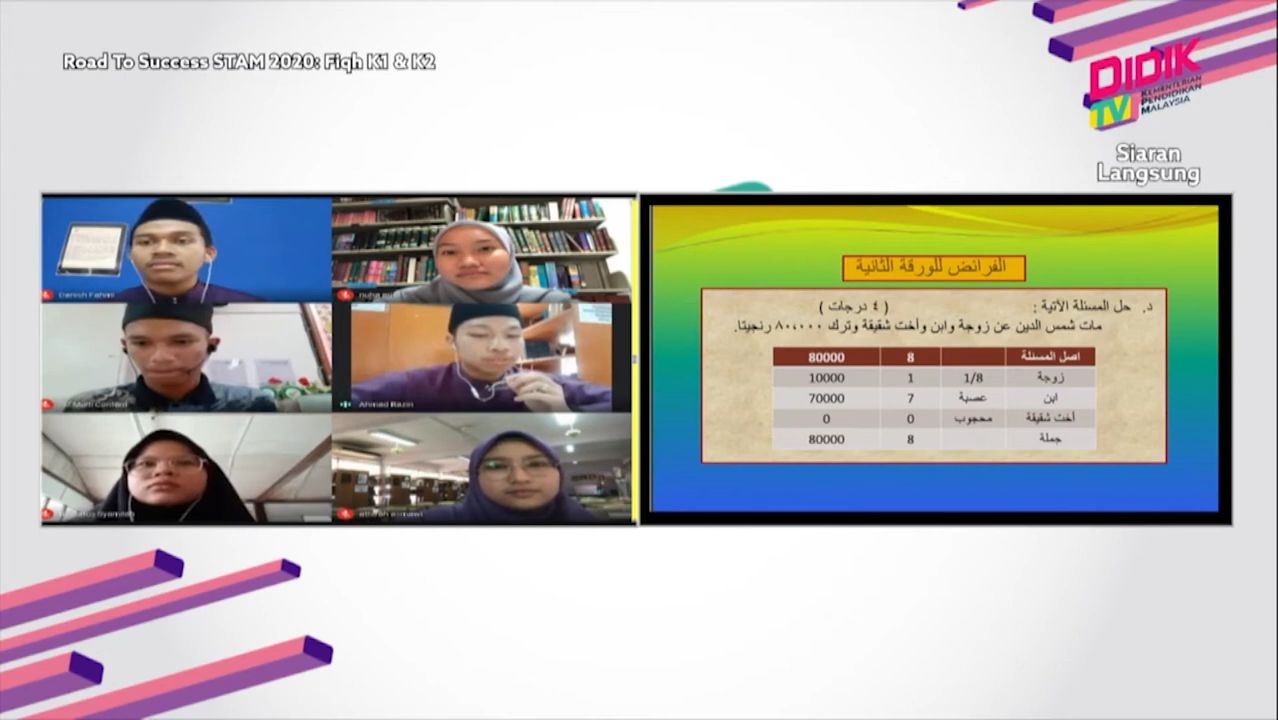 Road To Success STAM 2020: Fiqh K1 & K2
DIDIK
TV
KEMENTERIAN
PENDIDIKAN
MALAYSIA
Siaran
Langsung
Ahmad Razin
الفرائض للورقة الثانية
د. حل المسئلة الآتية : ( ٤ درجات )
مات شمس الدين عن زوجة وابن وأخت شقيقة وترك ٨٠،٠٠٠ رنجيتا.
اصل المسئلة 8 80000
زوجة 1/8 1 10000
ابن عصبة 7 70000
أخت شقيقة محجوب 0 0
جملة 8 80000